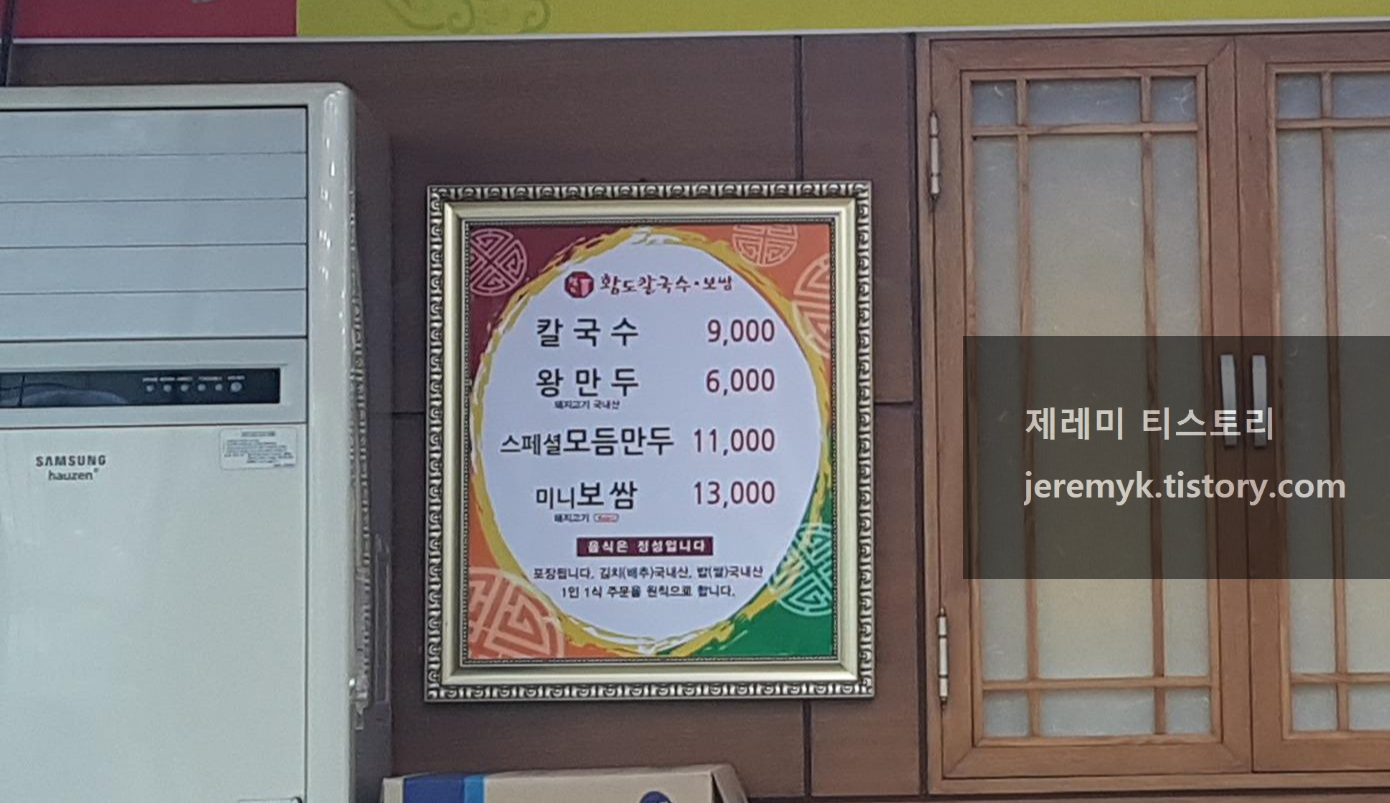 황도칼국수·보쌈
칼국수 9,000
왕만두 6,000
돼지고기 국내산
스페셜모듬만두 11,000
미니보쌈 13,000
돼지고기
음식은 정성입니다
포장됩니다, 김치(배추)국내산, 밥(쌀)국내산
1인 1식 주문을 원칙으로 합니다.
SAMSUNG
hauzen
제레미 티스토리
jeremyk.tistory.com